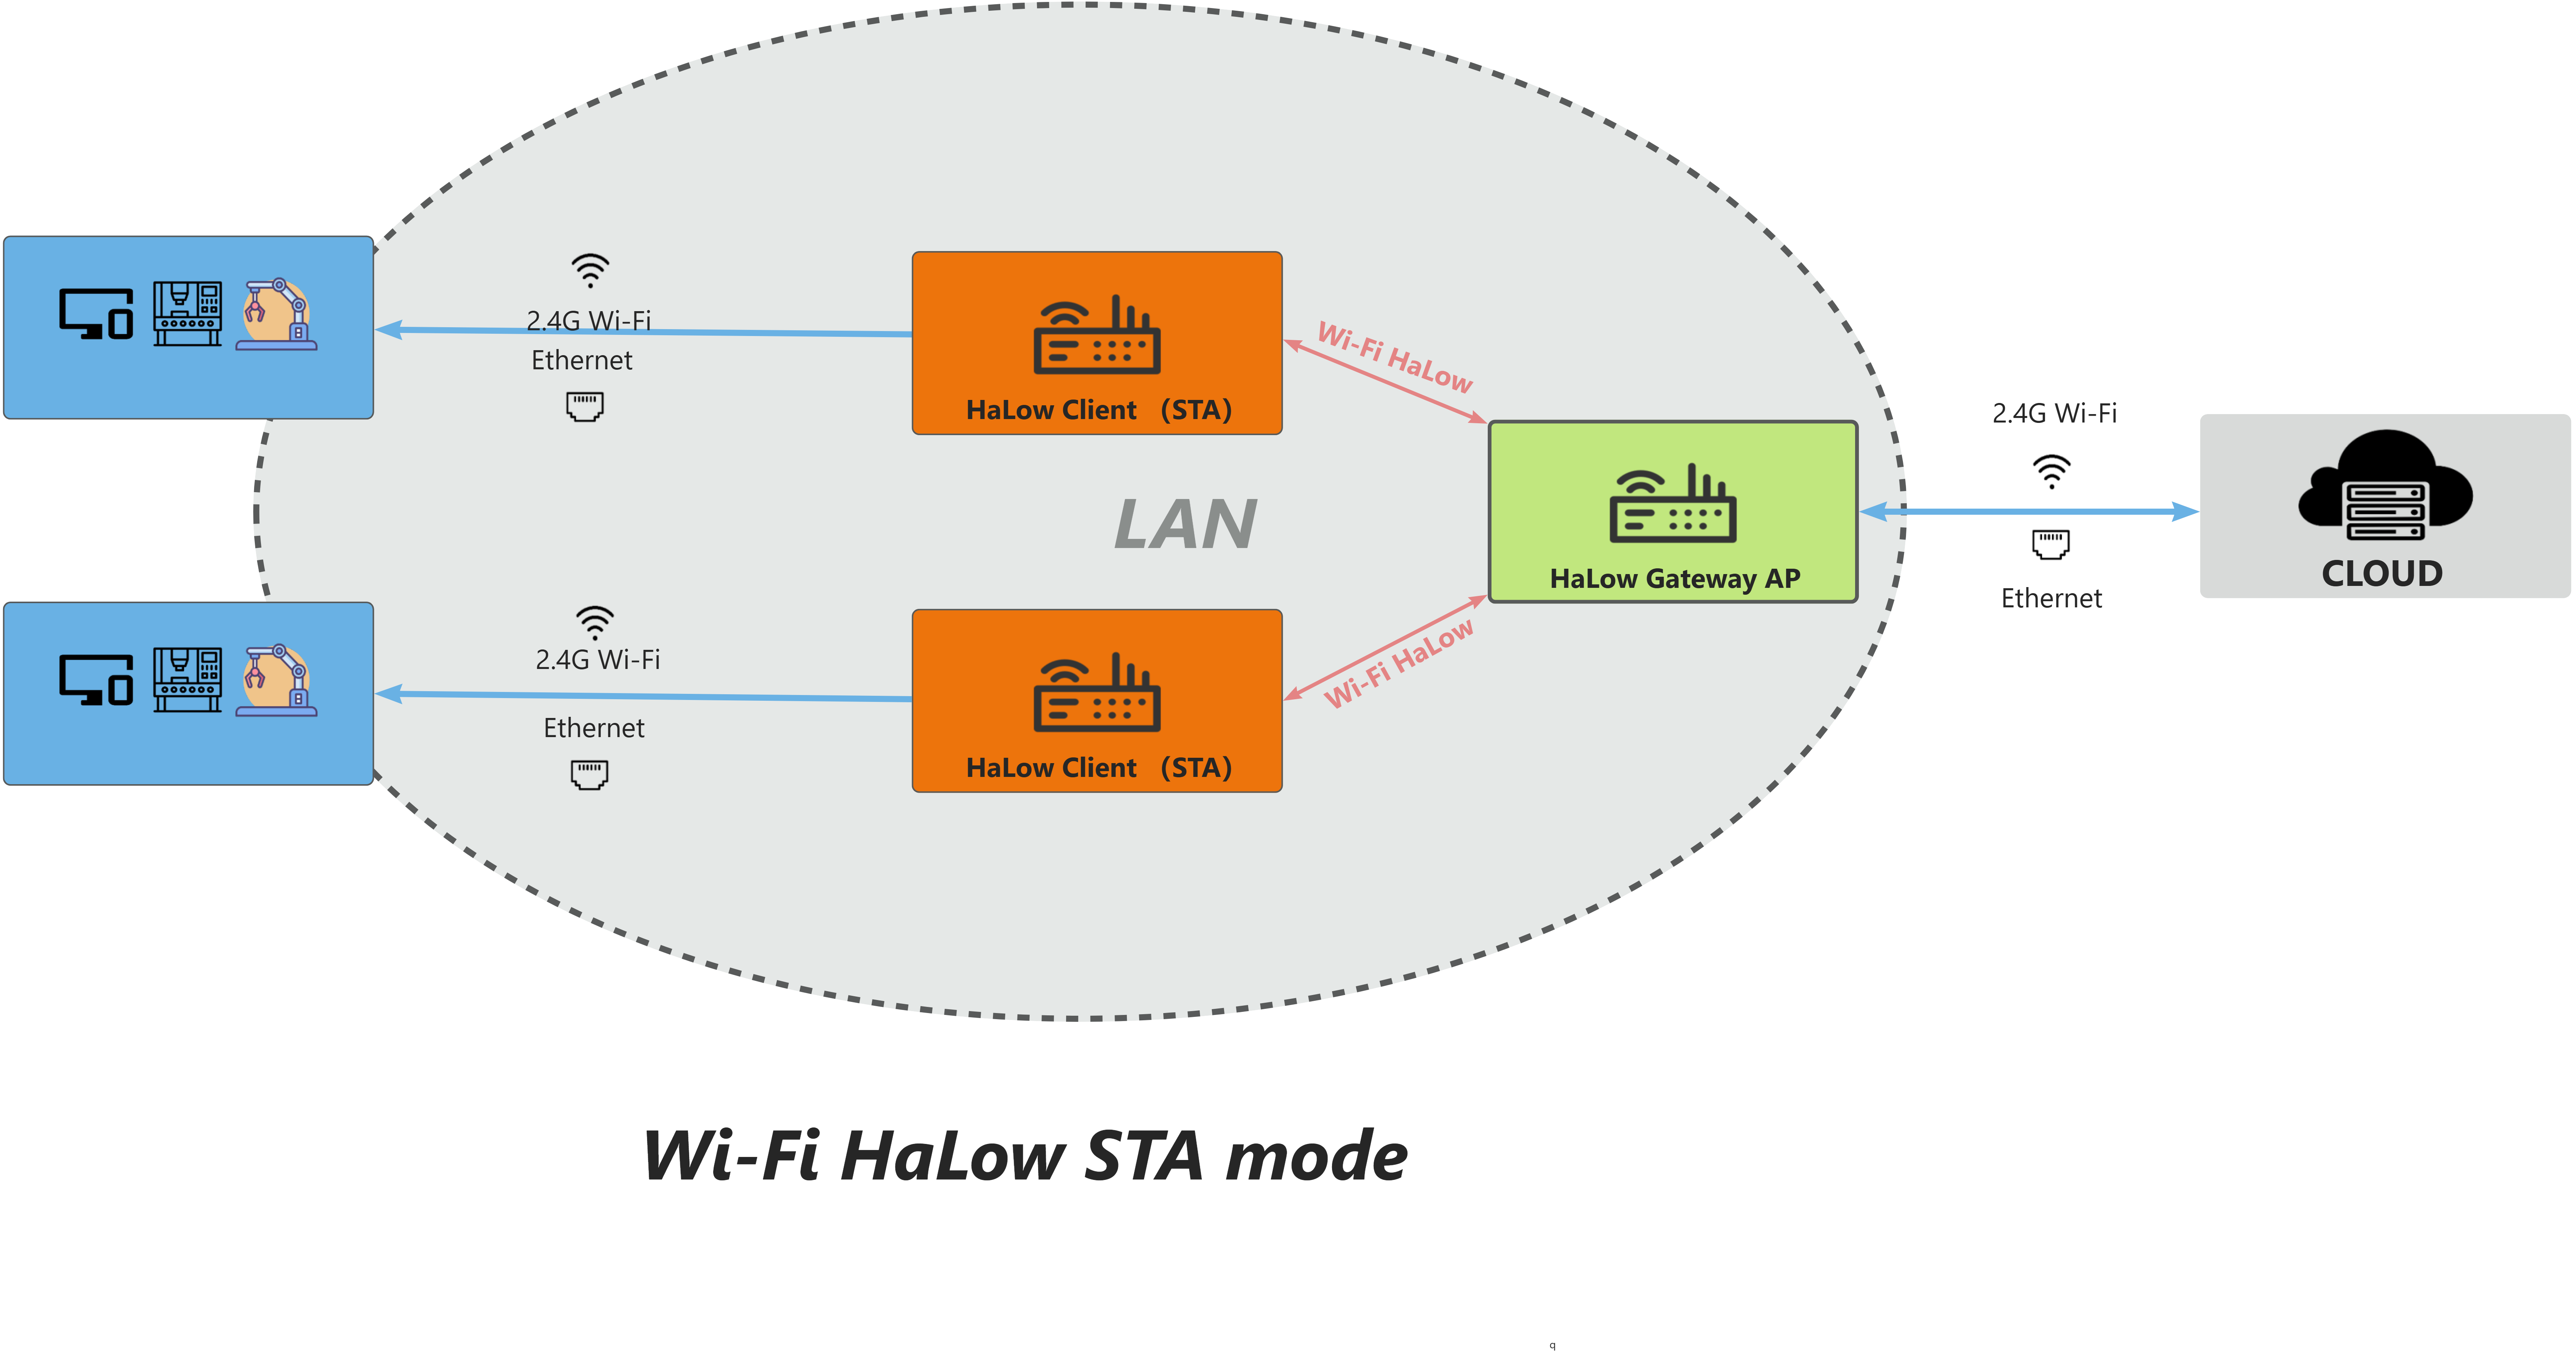 2.4G Wi-Fi
Ethernet
HaLow Client （STA）
Wi-Fi HaLow
LAN
HaLow Gateway AP
2.4G Wi-Fi
Ethernet
CLOUD
2.4G Wi-Fi
Ethernet
HaLow Client （STA）
Wi-Fi HaLow
Wi-Fi HaLow STA mode
q